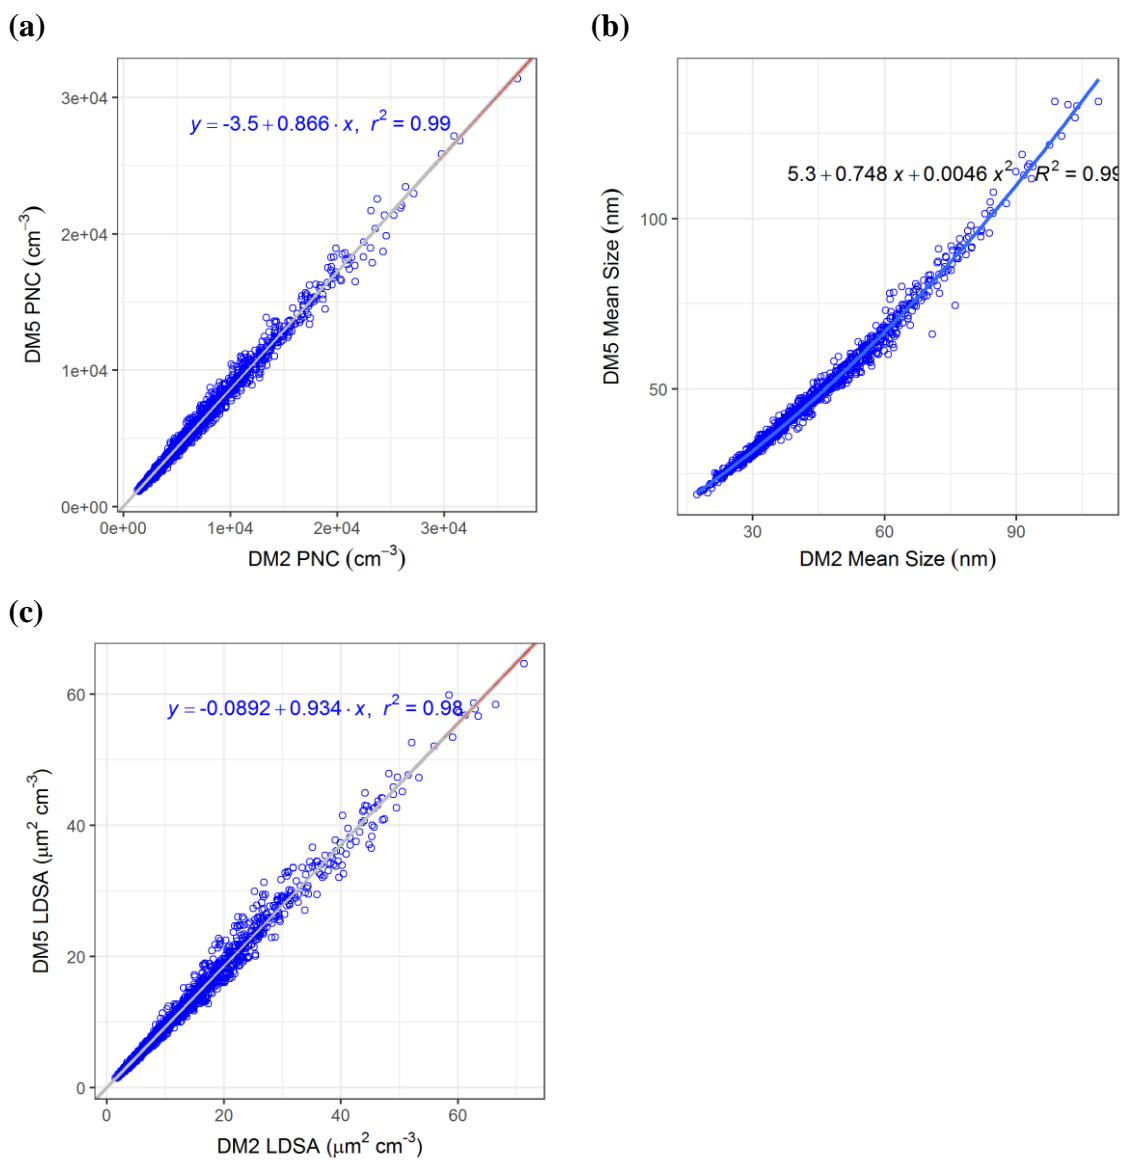 (a)
(b)
3e+04
2e+04
1e+04
0e+00
DM5 PNC (cm⁻³)
y = -3.5 + 0.866 · x, r² = 0.99
0e+00 1e+04 2e+04 3e+04
DM2 PNC (cm⁻³)
100
50
DM5 Mean Size (nm)
5.3 + 0.748 x + 0.0046 x² R² = 0.99
30 60 90
DM2 Mean Size (nm)
(c)
60
40
20
0
DM5 LDSA (μm² cm⁻³)
y = -0.0892 + 0.934 · x, r² = 0.98
0 20 40 60
DM2 LDSA (μm² cm⁻³)